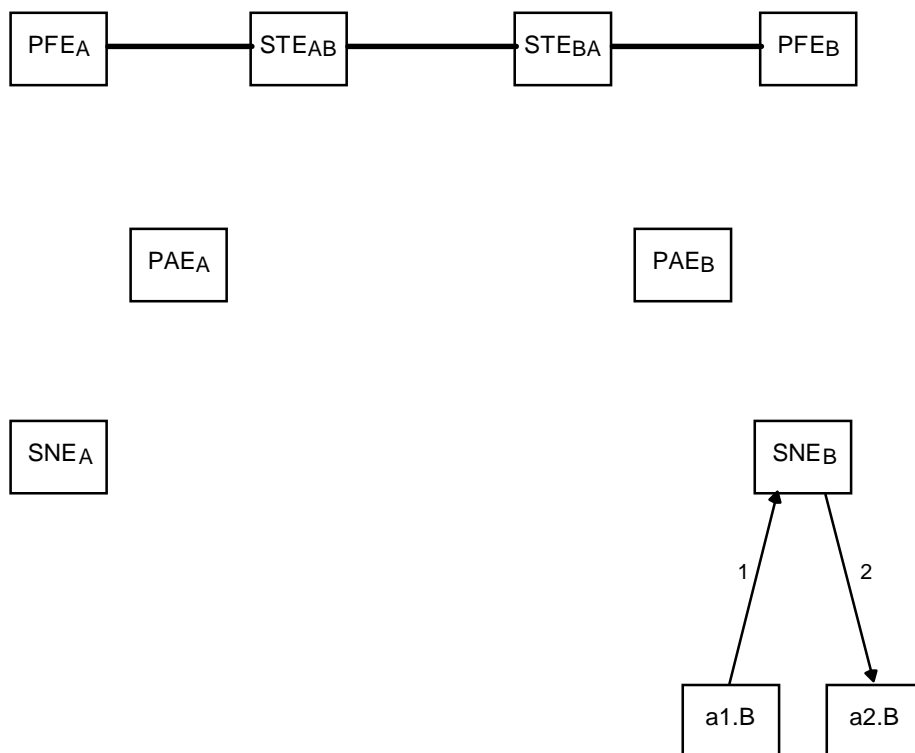 PFEA STEAB STEBA PFEB
PAEA PAEB
SNEA SNEB
1 2
a1.B a2.B